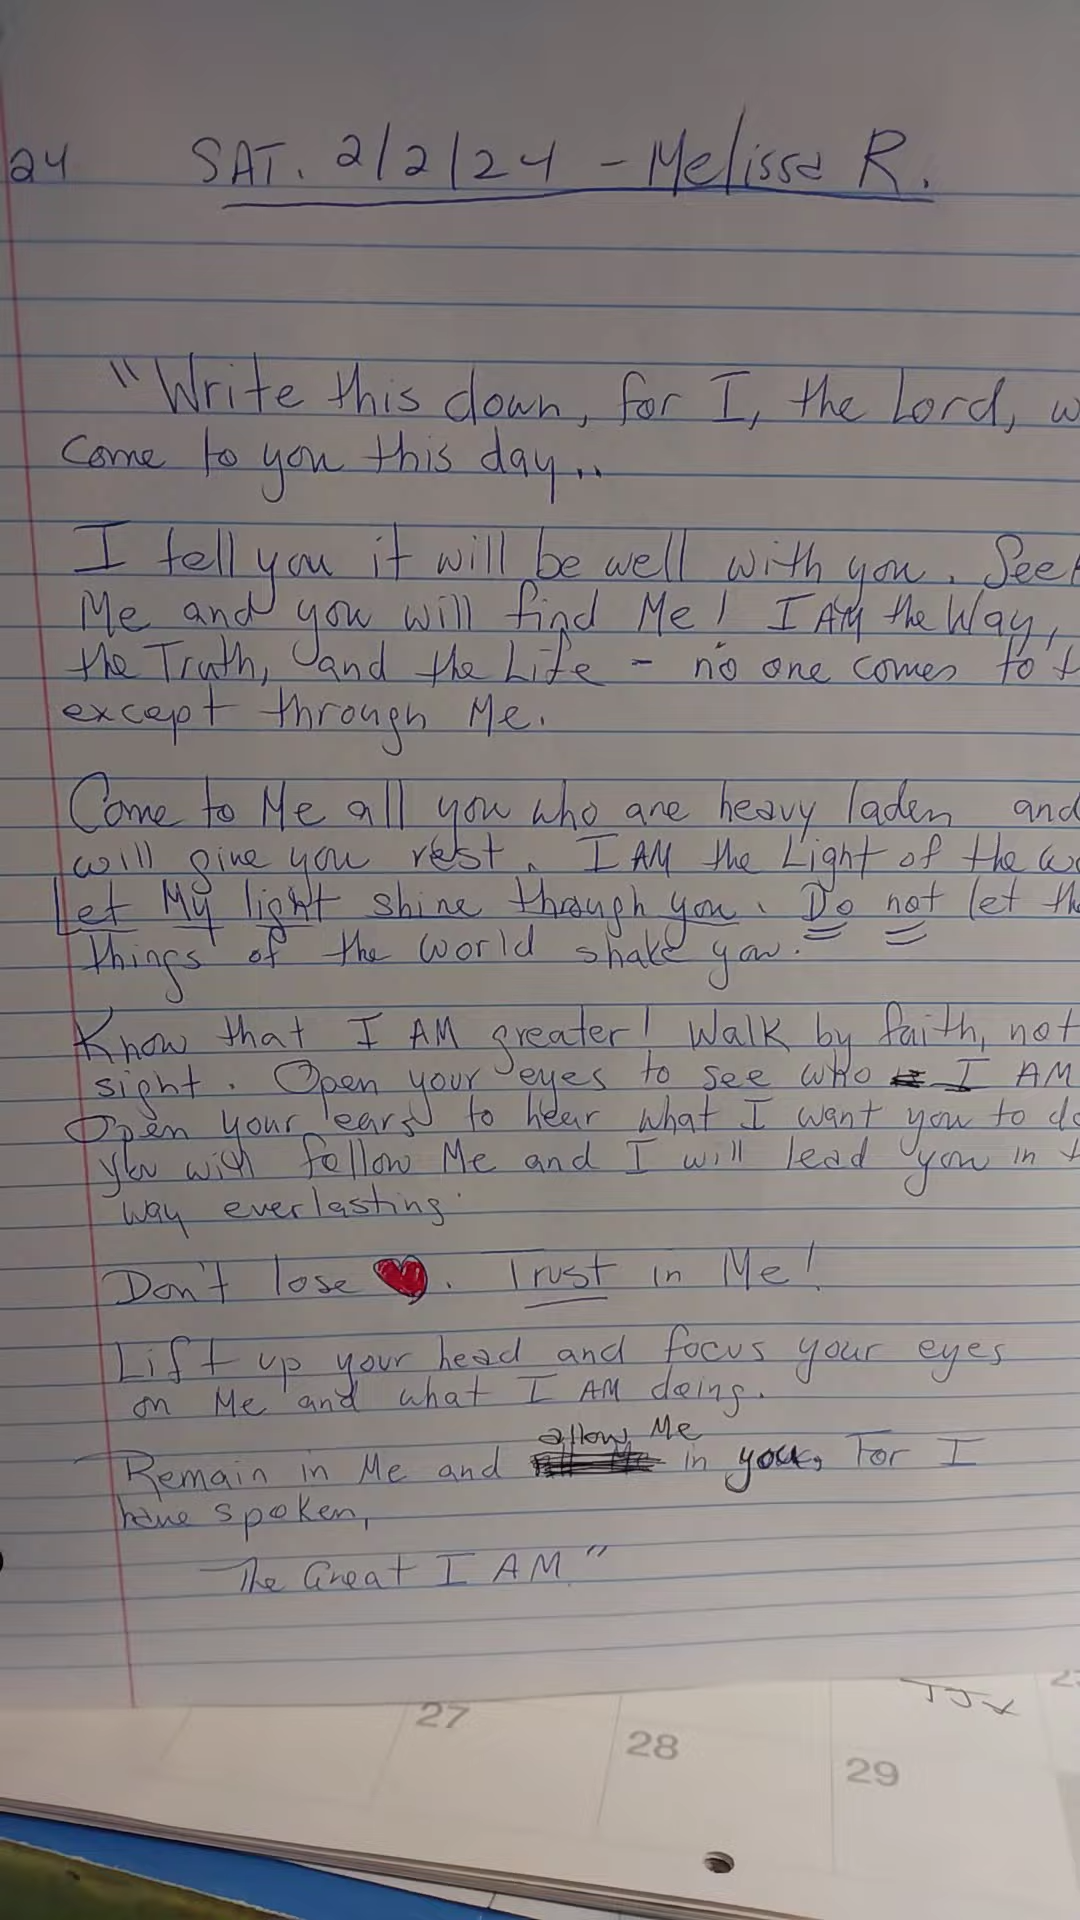 24 SAT. 2/2/24 - Melissa R.
"Write this down, for I, the Lord, w
come to you this day..
I tell you it will be well with you. Seek
Me and you will find Me! I AM the Way,
the Truth, and the Life - no one comes to t
except through Me.
Come to Me all you who are heavy laden and
will give you rest. I AM the Light of the wo
Let My light shine through you. Do not let the
things of the world shake you.
Know that I AM greater! Walk by faith, not
sight. Open your eyes to see who I AM
Open your ears to hear what I want you to do
you will follow Me and I will lead you in t
way everlasting.
Don't lose ❤. Trust in Me!
Lift up your head and focus your eyes
on Me and what I AM doing.
allow Me
Remain in Me and in you, For I
have spoken,
The Great I AM"
27 28 29